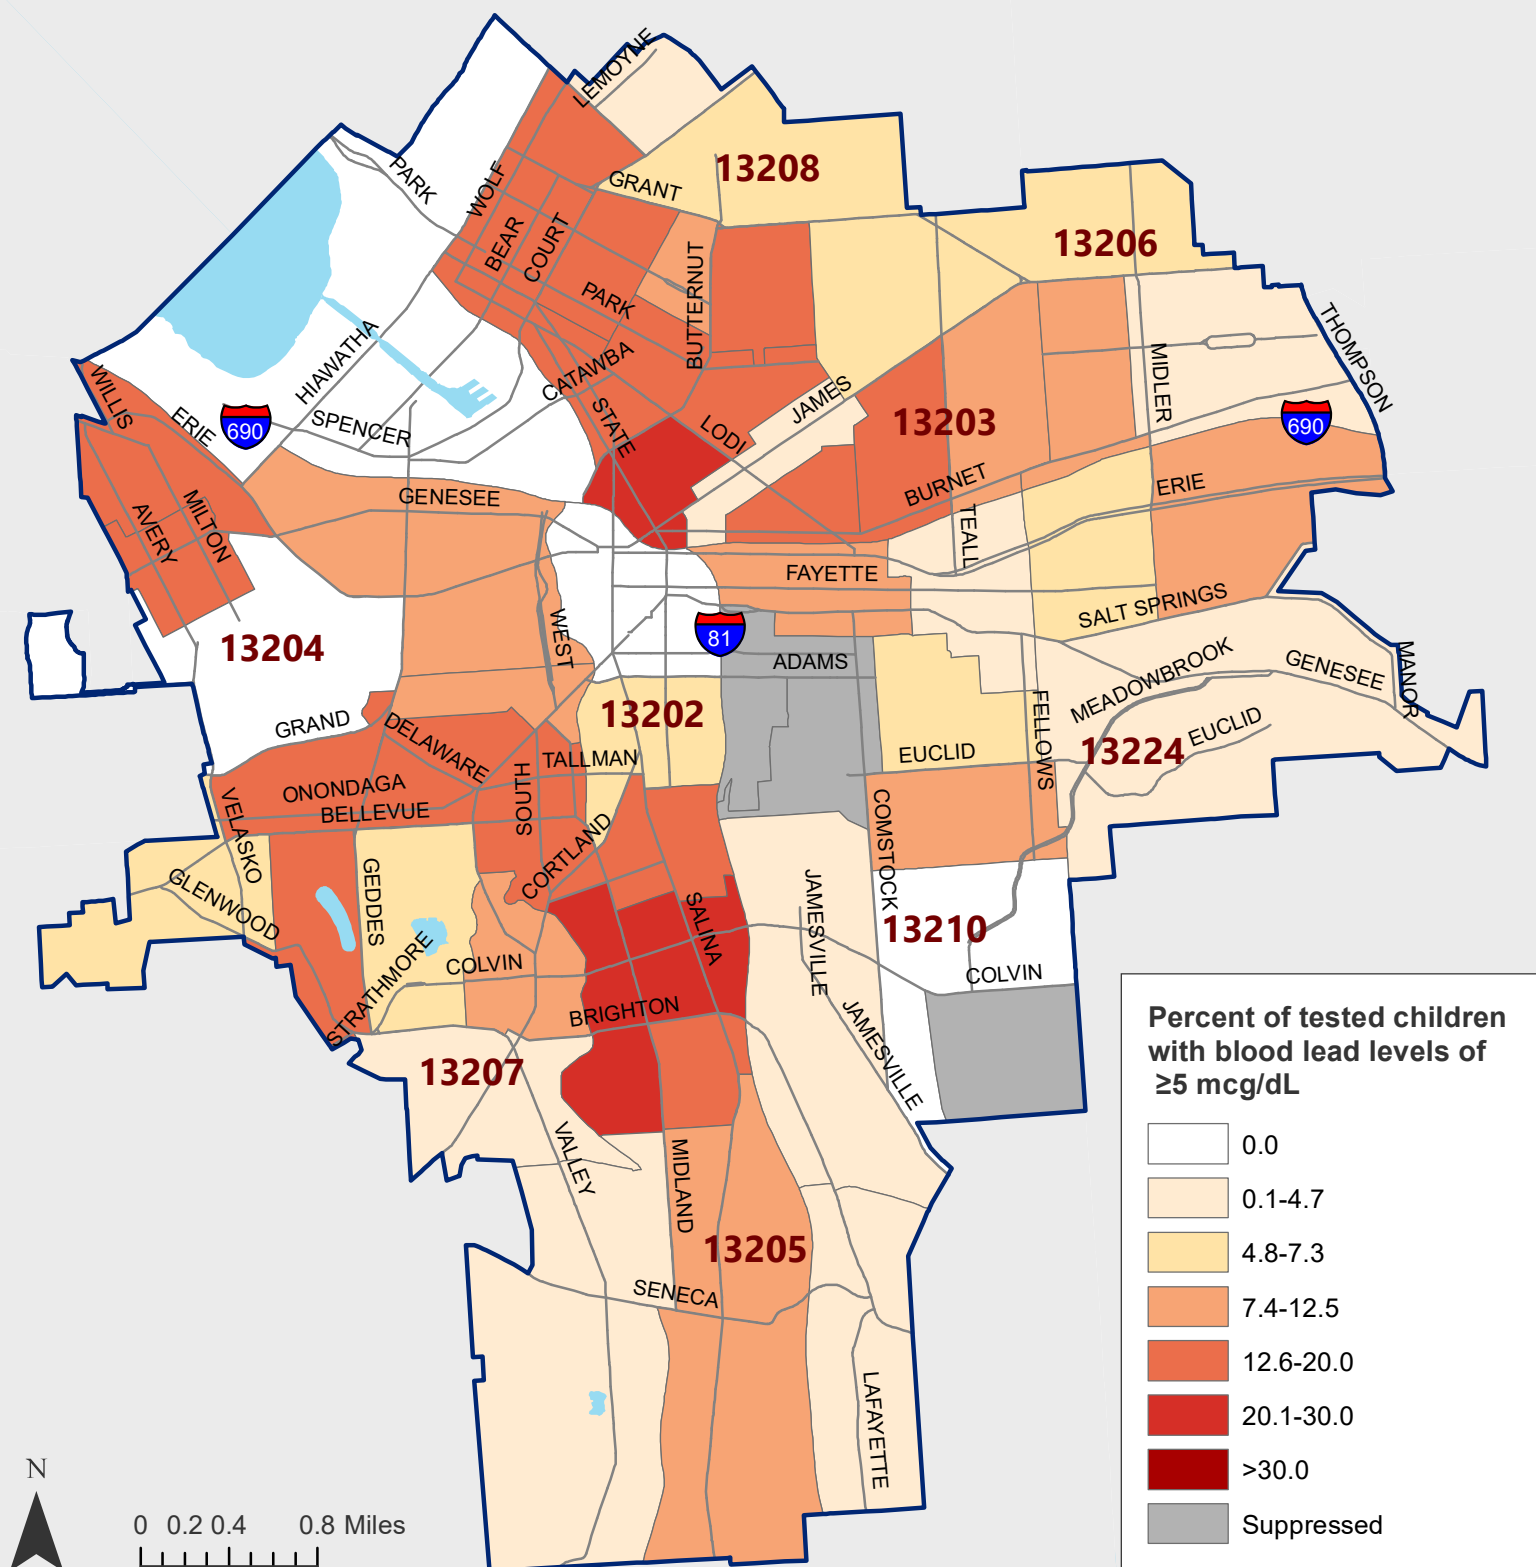 LEMOYNE
PARK
WOLF
GRANT
13208
BEAR
COURT
BUTTERNUT
13206
PARK
HIAWATHA
THOMPSON
WILLIS
ERIE
690
SPENCER
CATAWBA
STATE
LODI
JAMES
13203
MIDLER
690
GENESEE
BURNET
ERIE
AVERY
MILTON
TEALL
FAYETTE
SALT SPRINGS
13204
WEST
81
ADAMS
MEADOWBROOK
GENESEE
MANOR
GRAND
DELAWARE
13202
FELLOWS
EUCLID
13224
EUCLID
TALLMAN
ONONDAGA
BELLEVUE
SOUTH
VELASKO
CORTLAND
COMSTOCK
GLENWOOD
GEDDES
STRATHMORE
COLVIN
SALINA
JAMESVILLE
13210
COLVIN
BRIGHTON
JAMESVILLE
13207
VALLEY
MIDLAND
13205
SENECA
LAFAYETTE
Percent of tested children
with blood lead levels of
≥5 mcg/dL
0.0
0.1-4.7
4.8-7.3
7.4-12.5
12.6-20.0
20.1-30.0
>30.0
Suppressed
N
0 0.2 0.4 0.8 Miles